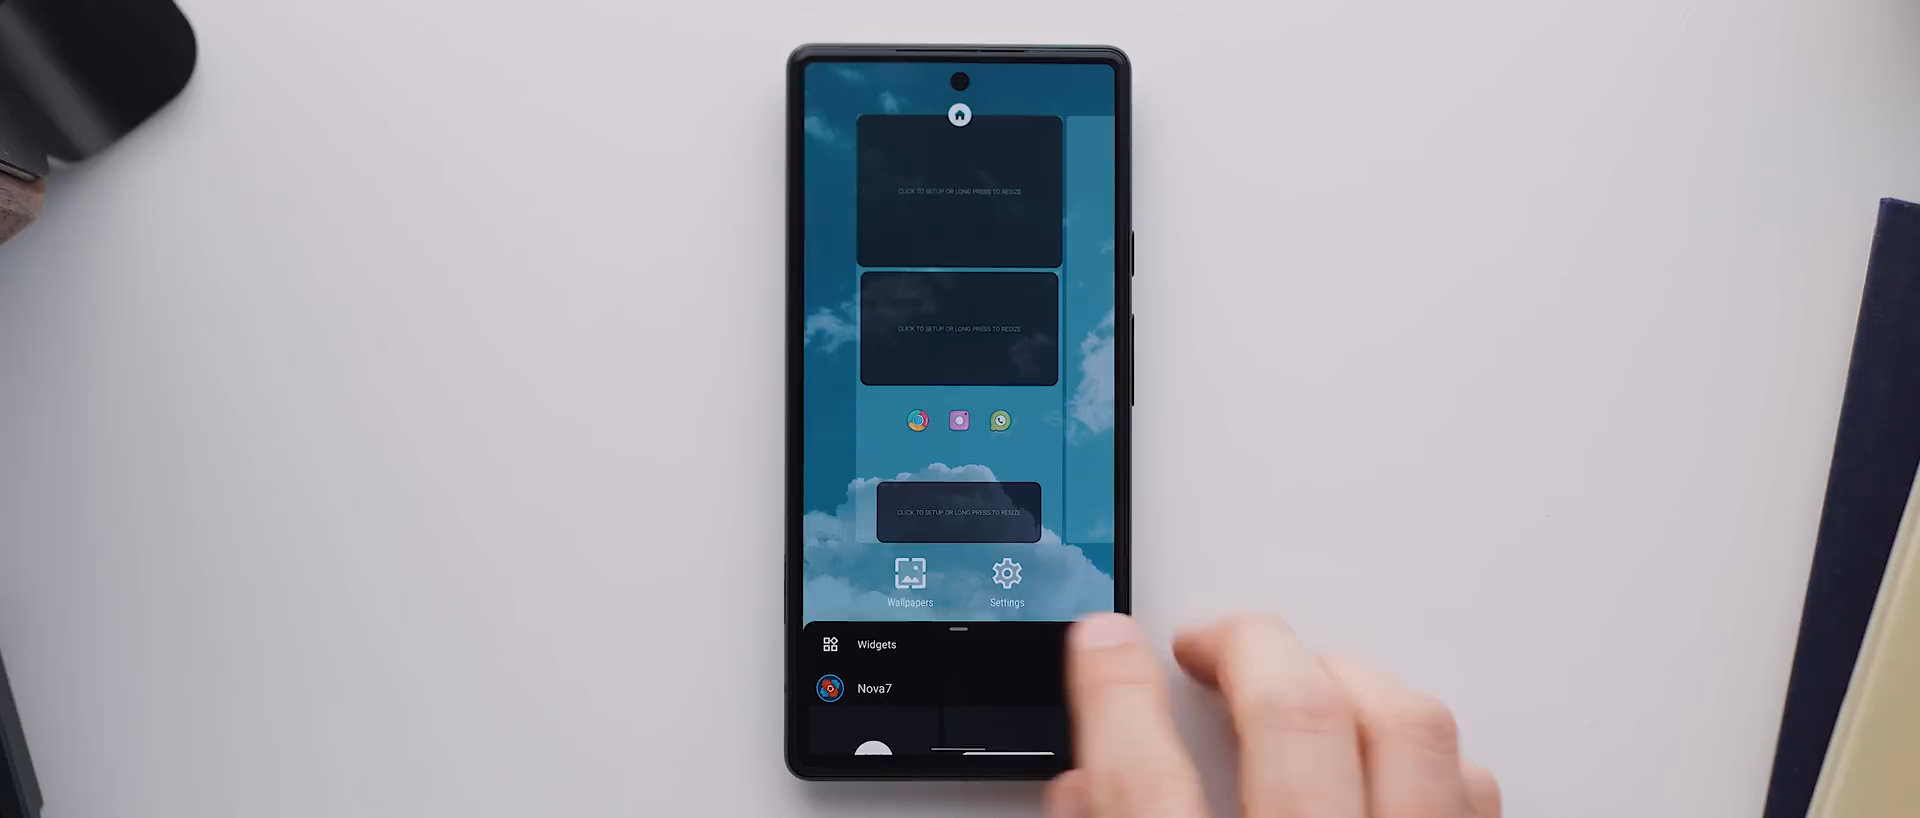 CLICK TO SETUP OR LONG PRESS TO RESIZE
CLICK TO SETUP OR LONG PRESS TO RESIZE
CLICK TO SETUP OR LONG PRESS TO RESIZE
Wallpapers
Settings
Widgets
Nova7